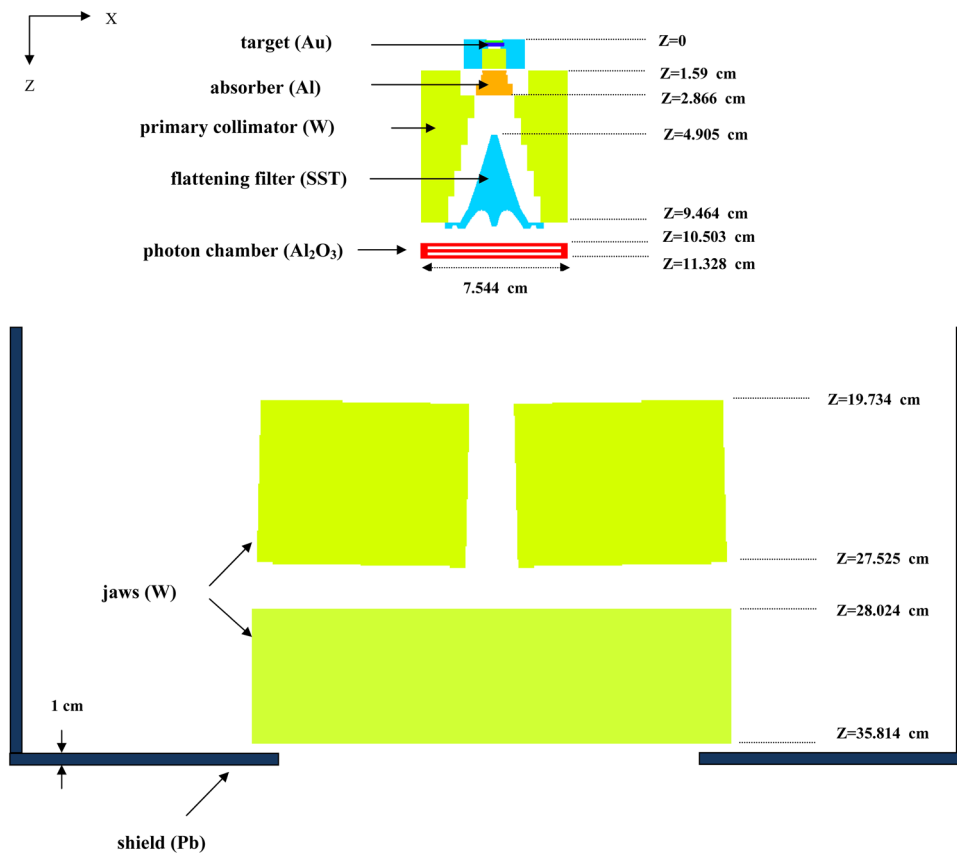 X
Z
target (Au)
Z=0
Z=1.59 cm
absorber (Al)
Z=2.866 cm
primary collimator (W)
Z=4.905 cm
flattening filter (SST)
Z=9.464 cm
Z=10.503 cm
photon chamber (Al₂O₃)
Z=11.328 cm
7.544 cm
Z=19.734 cm
Z=27.525 cm
jaws (W)
Z=28.024 cm
1 cm
Z=35.814 cm
shield (Pb)